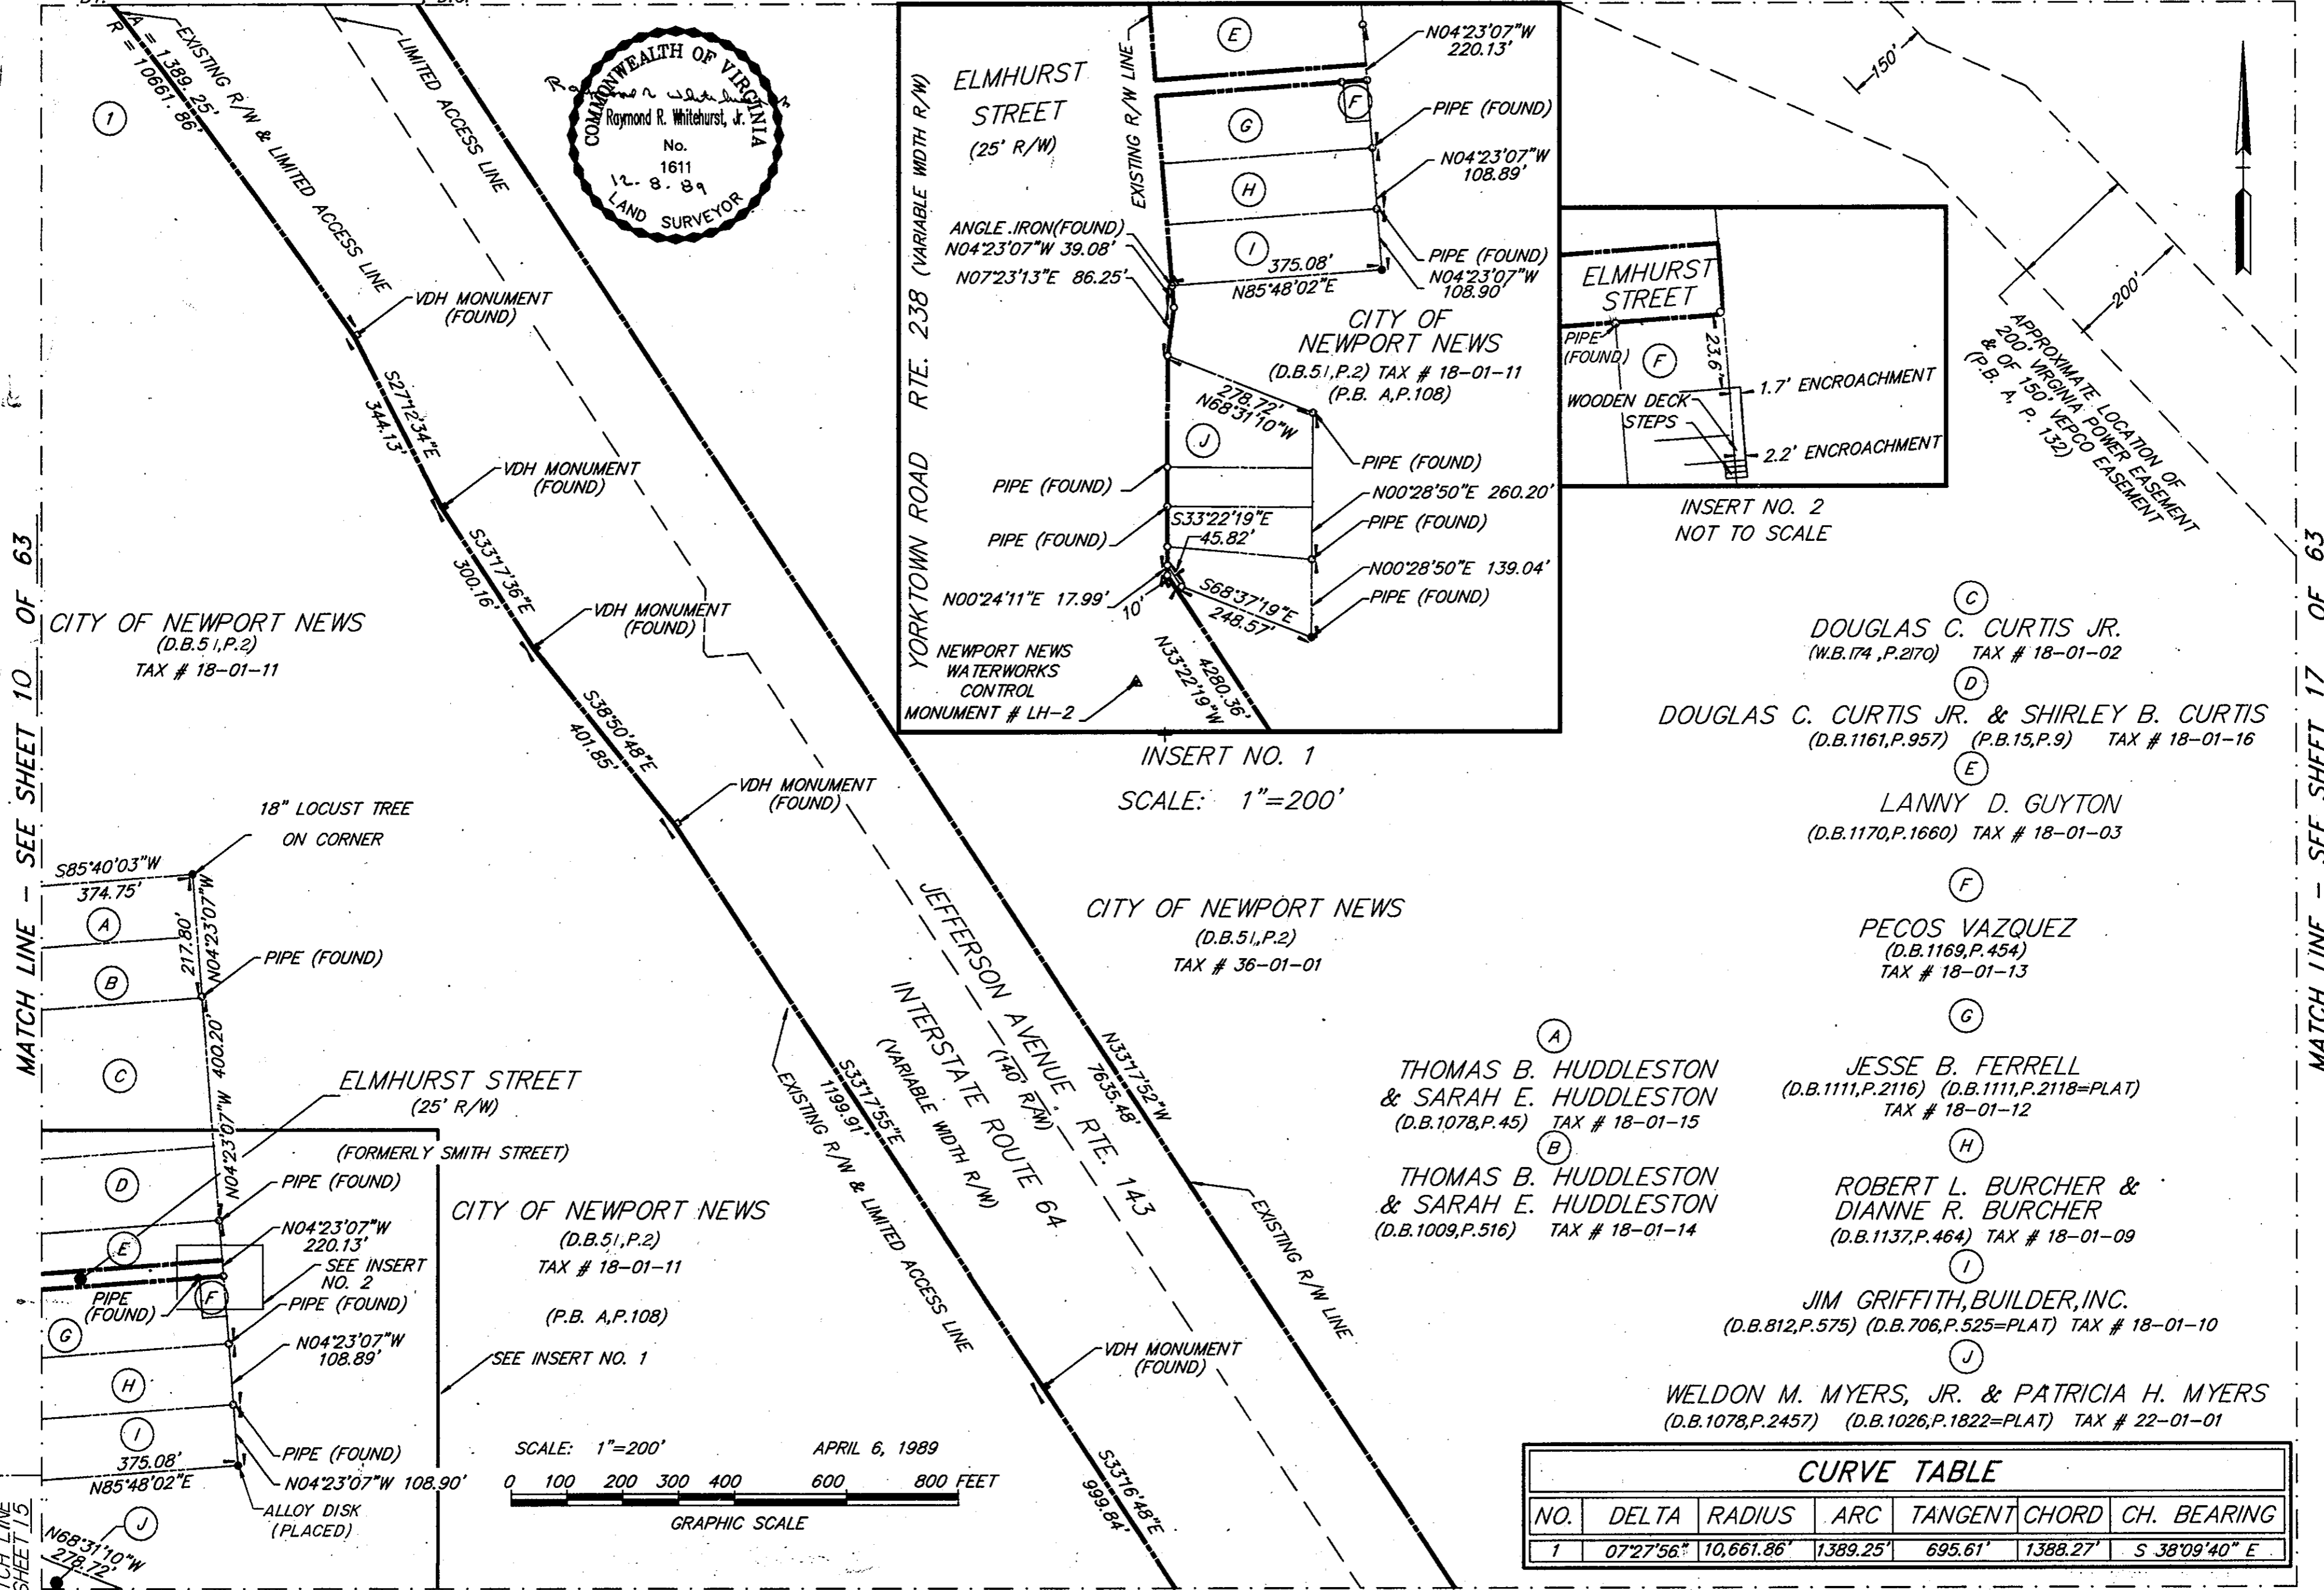 A = 1389.25'
R = 10661.86'
EXISTING R/W & LIMITED ACCESS LINE
LIMITED ACCESS LINE
1
COMMONWEALTH OF VIRGINIA
Raymond R. Whitehurst, Jr.
No.
1611
12.8.89
LAND SURVEYOR
VDH MONUMENT
(FOUND)
S27°12'34"E
344.13'
VDH MONUMENT
(FOUND)
S33°17'36"E
300.16'
VDH MONUMENT
(FOUND)
S38°50'48"E
401.85'
VDH MONUMENT
(FOUND)
MATCH LINE - SEE SHEET 10 OF 63
CITY OF NEWPORT NEWS
(D.B.51,P.2)
TAX # 18-01-11
18" LOCUST TREE
ON CORNER
S85°40'03"W
374.75'
A
217.80'
N04°23'07"W
B
PIPE (FOUND)
C
N04°23'07"W 400.20'
ELMHURST STREET
(25' R/W)
(FORMERLY SMITH STREET)
D
PIPE (FOUND)
N04°23'07"W
220.13'
E
SEE INSERT
NO. 2
PIPE
(FOUND)
F
PIPE (FOUND)
G
N04°23'07"W
108.89'
H
I
PIPE (FOUND)
375.08'
N85°48'02"E
N04°23'07"W 108.90'
ALLOY DISK
(PLACED)
J
N68°31'10"W
278.72'
SHEET 15
CITY OF NEWPORT NEWS
(D.B.51,P.2)
TAX # 18-01-11
(P.B. A,P.108)
SEE INSERT NO. 1
SCALE: 1"=200'
APRIL 6, 1989
0 100 200 300 400 600 800 FEET
GRAPHIC SCALE
JEFFERSON AVENUE, RTE. 143
(140' R/W)
INTERSTATE ROUTE 64
(VARIABLE WIDTH R/W)
S33°17'55"E
1199.91'
EXISTING R/W & LIMITED ACCESS LINE
N33°17'52"W
7635.48'
EXISTING R/W LINE
VDH MONUMENT
(FOUND)
S33°16'48"E
999.84'
YORKTOWN ROAD RTE. 238 (VARIABLE WIDTH R/W)
ELMHURST
STREET
(25' R/W)
EXISTING R/W LINE
E
N04°23'07"W
220.13'
F
PIPE (FOUND)
G
N04°23'07"W
108.89'
H
ANGLE.IRON(FOUND)
N04°23'07"W 39.08'
N07°23'13"E 86.25'
I
375.08'
N85°48'02"E
PIPE (FOUND)
N04°23'07"W
108.90'
CITY OF
NEWPORT NEWS
(D.B.51,P.2) TAX # 18-01-11
(P.B. A,P.108)
278.72'
N68°31'10"W
J
PIPE (FOUND)
PIPE (FOUND)
N00°28'50"E 260.20'
PIPE (FOUND)
S33°22'19"E
45.82'
PIPE (FOUND)
N00°28'50"E 139.04'
N00°24'11"E 17.99'
10'
S68°37'19"E
248.57'
PIPE (FOUND)
NEWPORT NEWS
WATERWORKS
CONTROL
MONUMENT # LH-2
4280.36'
N33°22'19"W
INSERT NO. 1
SCALE: 1"=200'
ELMHURST
STREET
PIPE
(FOUND)
F
23.6'
1.7' ENCROACHMENT
WOODEN DECK
STEPS
2.2' ENCROACHMENT
INSERT NO. 2
NOT TO SCALE
150'
200'
APPROXIMATE LOCATION OF
200' VIRGINIA POWER EASEMENT
& OF 150' VEPCO EASEMENT
(P.B. A, P. 132)
MATCH LINE - SEE SHEET 17 OF 63
CITY OF NEWPORT NEWS
(D.B.51,P.2)
TAX # 36-01-01
A
THOMAS B. HUDDLESTON
& SARAH E. HUDDLESTON
(D.B.1078,P.45) TAX # 18-01-15
B
THOMAS B. HUDDLESTON
& SARAH E. HUDDLESTON
(D.B.1009,P.516) TAX # 18-01-14
C
DOUGLAS C. CURTIS JR.
(W.B.174,P.2170) TAX # 18-01-02
D
DOUGLAS C. CURTIS JR. & SHIRLEY B. CURTIS
(D.B.1161,P.957) (P.B.15,P.9) TAX # 18-01-16
E
LANNY D. GUYTON
(D.B.1170,P.1660) TAX # 18-01-03
F
PECOS VAZQUEZ
(D.B.1169,P.454)
TAX # 18-01-13
G
JESSE B. FERRELL
(D.B.1111,P.2116) (D.B.1111,P.2118=PLAT)
TAX # 18-01-12
H
ROBERT L. BURCHER &
DIANNE R. BURCHER
(D.B.1137,P.464) TAX # 18-01-09
I
JIM GRIFFITH,BUILDER,INC.
(D.B.812,P.575) (D.B.706,P.525=PLAT) TAX # 18-01-10
J
WELDON M. MYERS, JR. & PATRICIA H. MYERS
(D.B.1078,P.2457) (D.B.1026,P.1822=PLAT) TAX # 22-01-01
CURVE TABLE
NO. DELTA RADIUS ARC TANGENT CHORD CH. BEARING
1 07°27'56" 10,661.86' 1389.25' 695.61' 1388.27' S 38°09'40" E